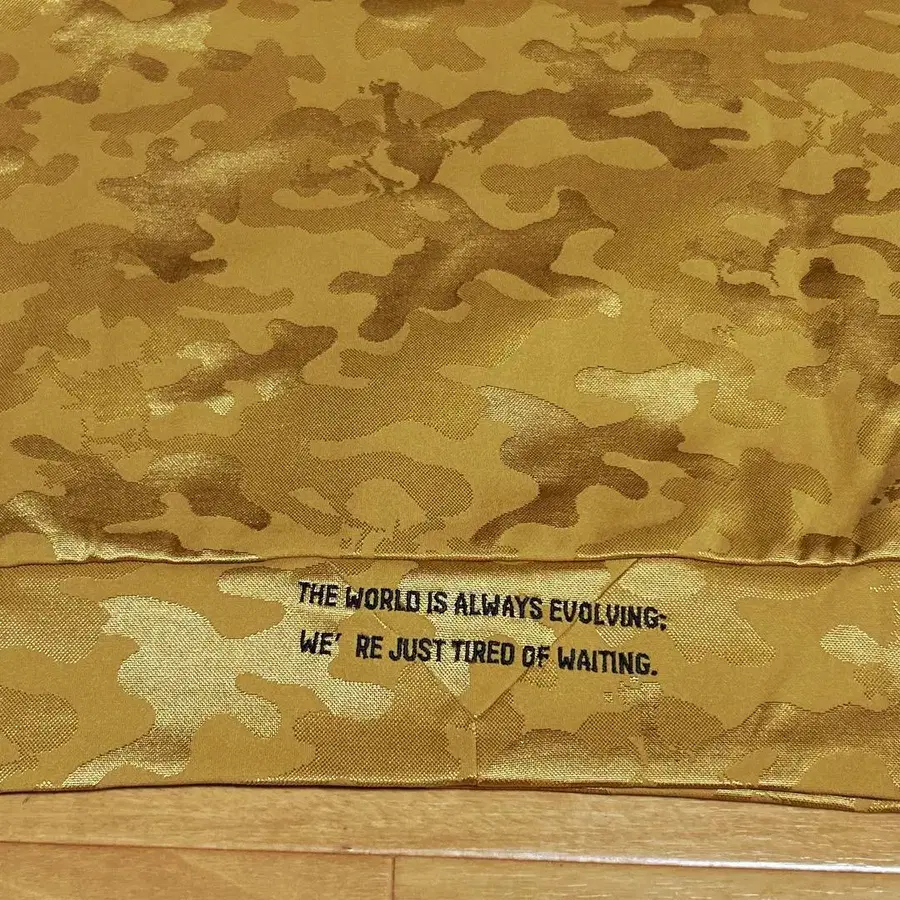 THE WORLD IS ALWAYS EVOLVING;
WE' RE JUST TIRED OF WAITING.